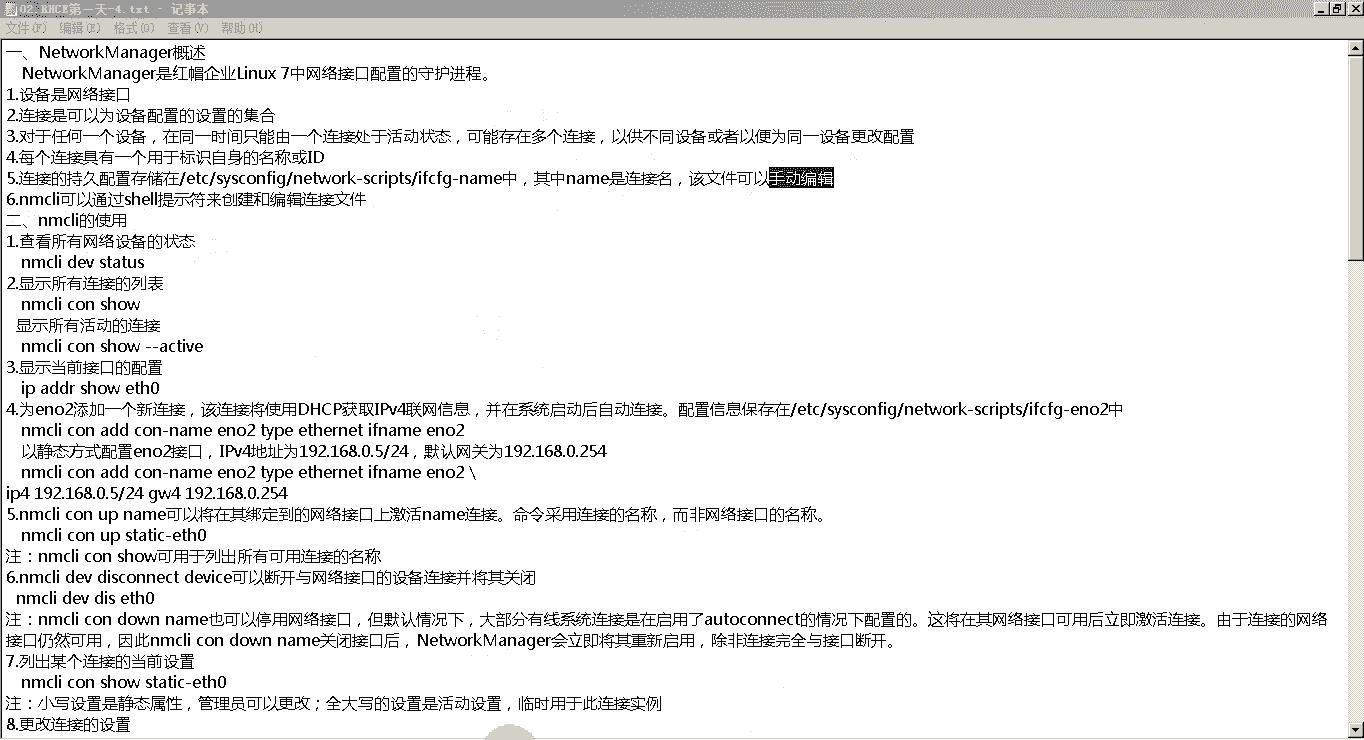 02 RHCE第一天-4.txt - 记事本
文件(F) 编辑(E) 格式(O) 查看(V) 帮助(H)
一、NetworkManager概述
NetworkManager是红帽企业Linux 7中网络接口配置的守护进程。
1.设备是网络接口
2.连接是可以为设备配置的设置的集合
3.对于任何一个设备，在同一时间只能由一个连接处于活动状态，可能存在多个连接，以供不同设备或者以便为同一设备更改配置
4.每个连接具有一个用于标识自身的名称或ID
5.连接的持久配置存储在/etc/sysconfig/network-scripts/ifcfg-name中，其中name是连接名，该文件可以手动编辑
6.nmcli可以通过shell提示符来创建和编辑连接文件
二、nmcli的使用
1.查看所有网络设备的状态
nmcli dev status
2.显示所有连接的列表
nmcli con show
显示所有活动的连接
nmcli con show --active
3.显示当前接口的配置
ip addr show eth0
4.为eno2添加一个新连接，该连接将使用DHCP获取IPv4联网信息，并在系统启动后自动连接。配置信息保存在/etc/sysconfig/network-scripts/ifcfg-eno2中
nmcli con add con-name eno2 type ethernet ifname eno2
以静态方式配置eno2接口，IPv4地址为192.168.0.5/24，默认网关为192.168.0.254
nmcli con add con-name eno2 type ethernet ifname eno2 \
ip4 192.168.0.5/24 gw4 192.168.0.254
5.nmcli con up name可以将在其绑定到的网络接口上激活name连接。命令采用连接的名称，而非网络接口的名称。
nmcli con up static-eth0
注：nmcli con show可用于列出所有可用连接的名称
6.nmcli dev disconnect device可以断开与网络接口的设备连接并将其关闭
nmcli dev dis eth0
注：nmcli con down name也可以停用网络接口，但默认情况下，大部分有线系统连接是在启用了autoconnect的情况下配置的。这将在其网络接口可用后立即激活连接。由于连接的网络
接口仍然可用，因此nmcli con down name关闭接口后，NetworkManager会立即将其重新启用，除非连接完全与接口断开。
7.列出某个连接的当前设置
nmcli con show static-eth0
注：小写设置是静态属性，管理员可以更改；全大写的设置是活动设置，临时用于此连接实例
8.更改连接的设置